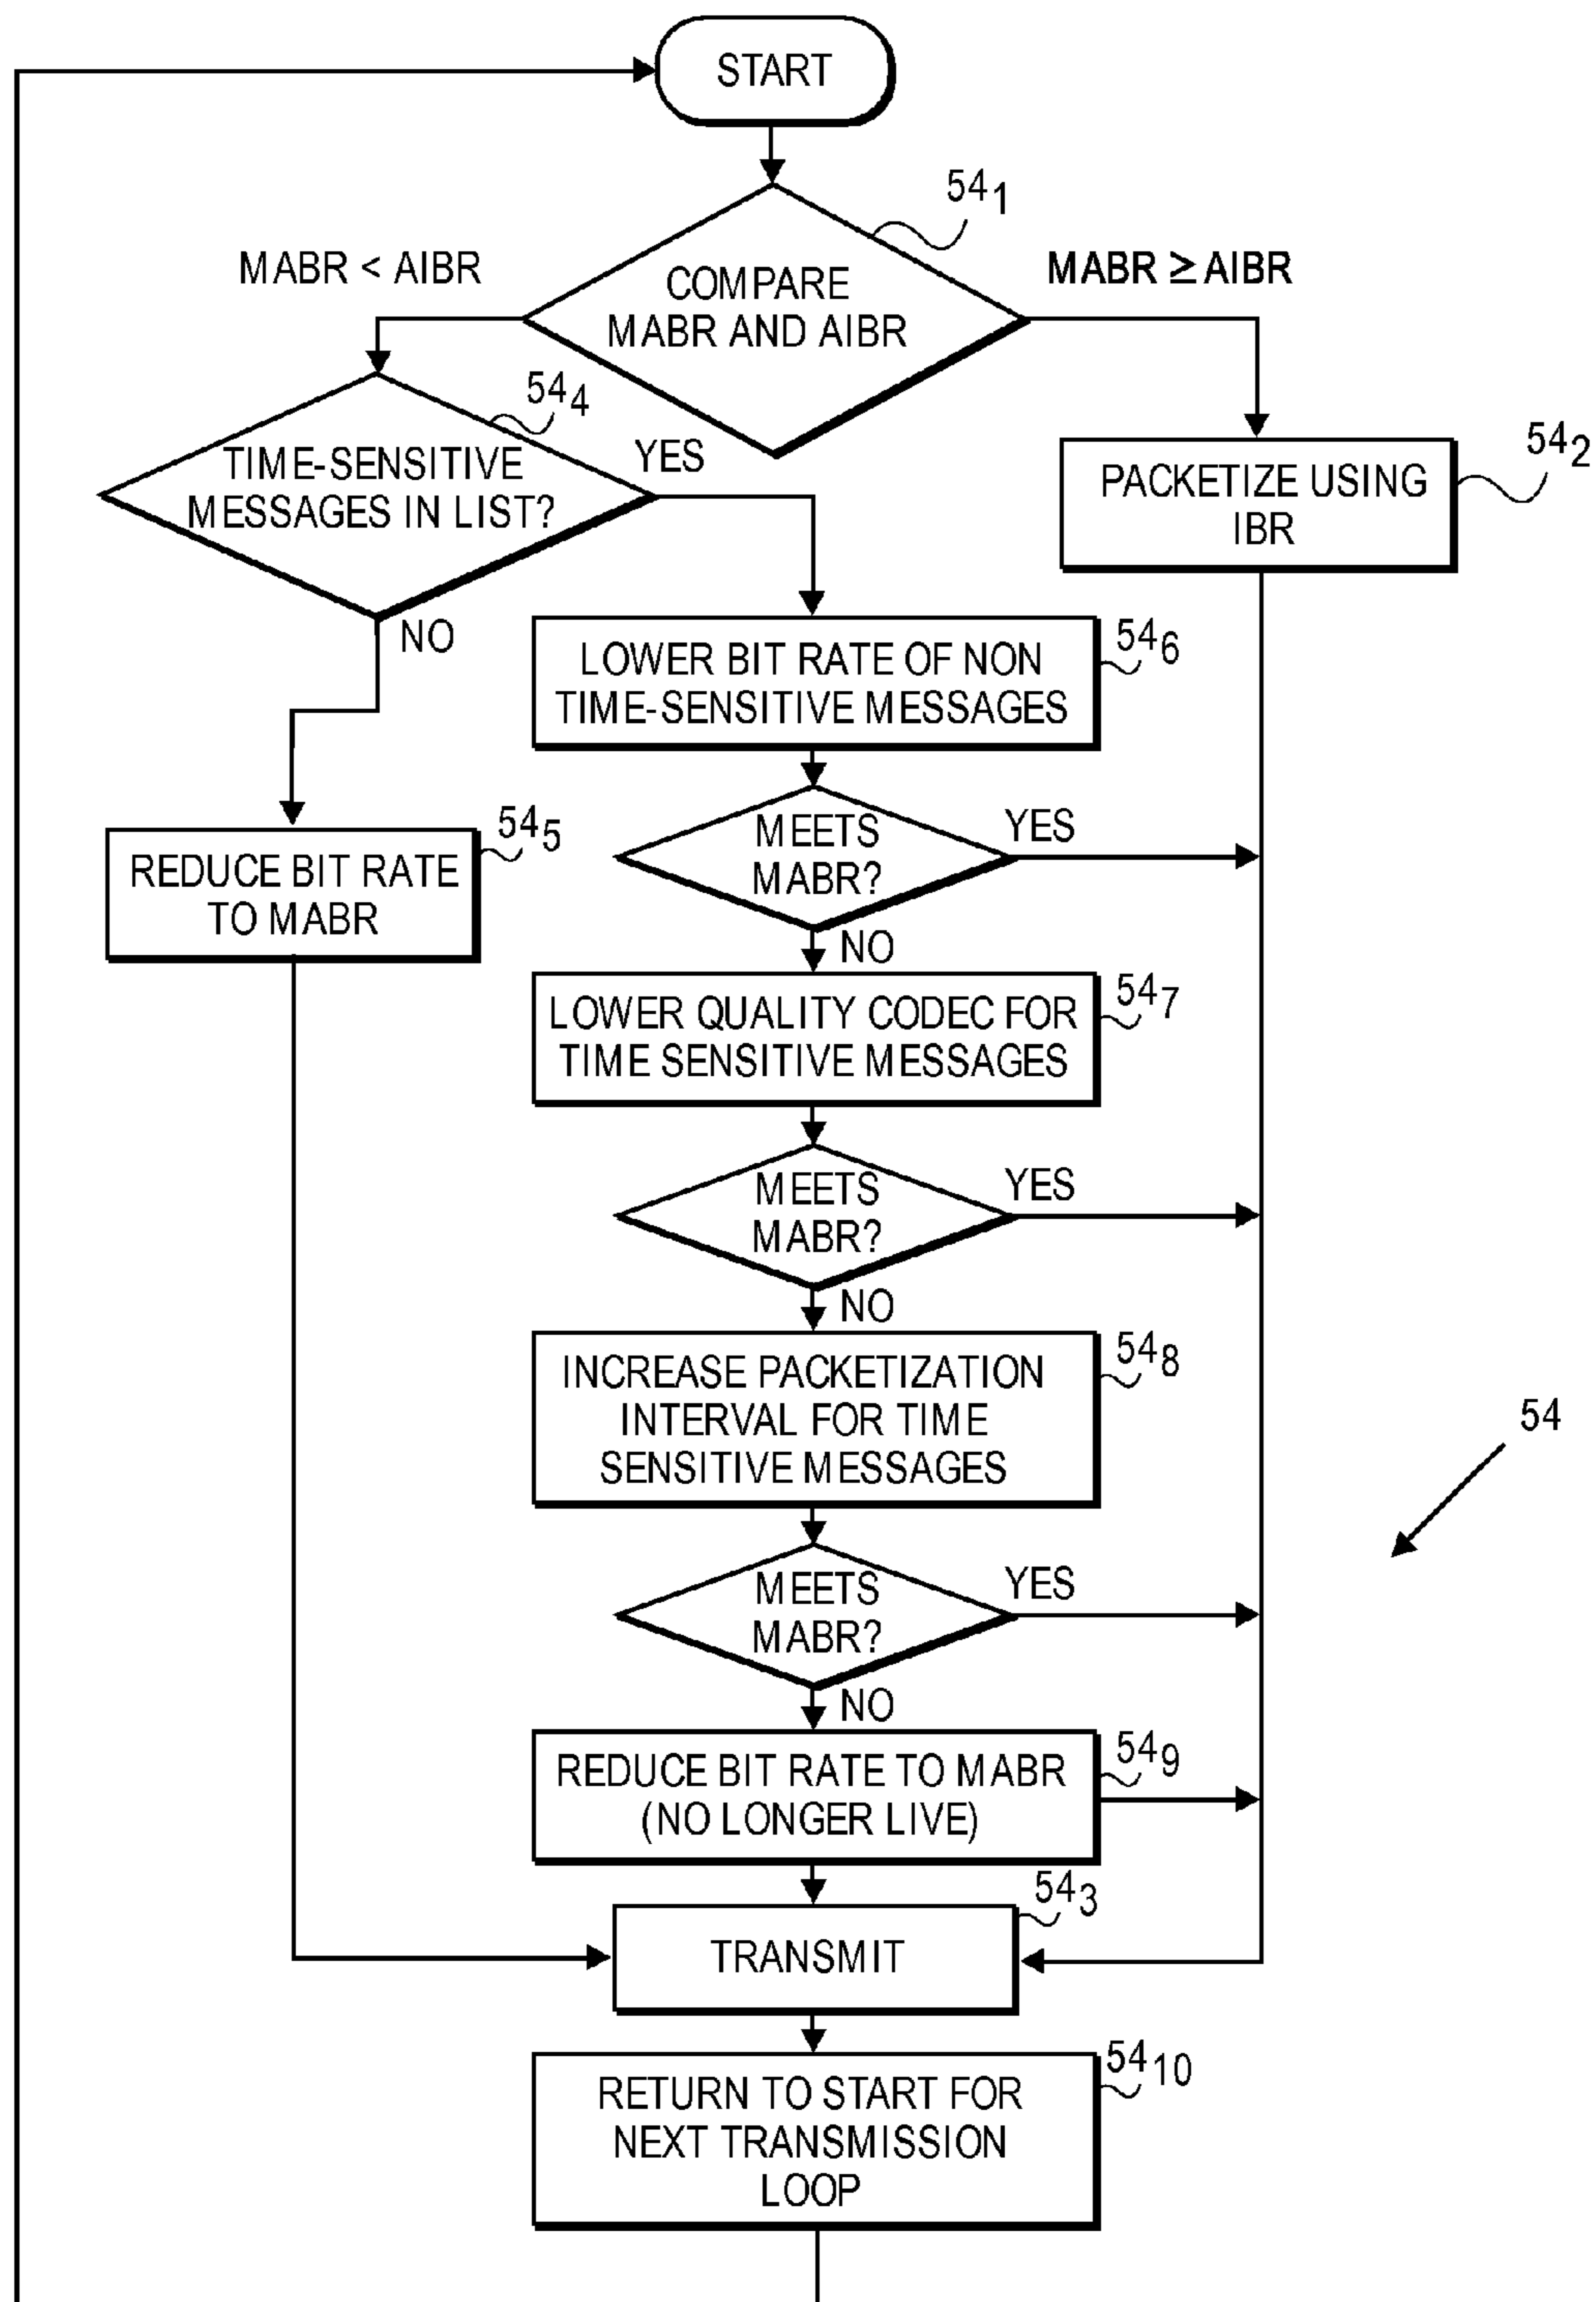 START
54₁
MABR < AIBR
MABR ≥ AIBR
COMPARE
MABR AND AIBR
54₄
TIME-SENSITIVE
MESSAGES IN LIST?
YES
54₂
PACKETIZE USING
IBR
NO
54₆
LOWER BIT RATE OF NON
TIME-SENSITIVE MESSAGES
54₅
REDUCE BIT RATE
TO MABR
MEETS
MABR?
YES
NO
54₇
LOWER QUALITY CODEC FOR
TIME SENSITIVE MESSAGES
MEETS
MABR?
YES
NO
54₈
INCREASE PACKETIZATION
INTERVAL FOR TIME
SENSITIVE MESSAGES
54
MEETS
MABR?
YES
NO
54₉
REDUCE BIT RATE TO MABR
(NO LONGER LIVE)
54₃
TRANSMIT
54₁₀
RETURN TO START FOR
NEXT TRANSMISSION
LOOP